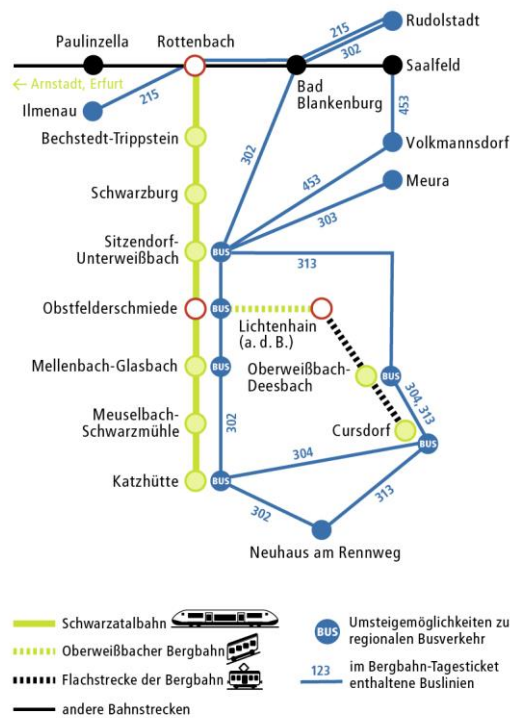 Rudolstadt
215
302
Paulinzella
Rottenbach
Saalfeld
Bad
Blankenburg
← Arnstadt, Erfurt
Ilmenau
215
453
Bechstedt-Trippstein
302
Volkmannsdorf
453
Meura
Schwarzburg
303
Sitzendorf-
Unterweißbach
BUS
313
Obstfelderschmiede
BUS
Lichtenhain
(a. d. B.)
Mellenbach-Glasbach
BUS
Oberweißbach-
Deesbach
BUS
304, 313
Meuselbach-
Schwarzmühle
302
Cursdorf
BUS
304
Katzhütte
BUS
302
313
Neuhaus am Rennweg
Schwarzatalbahn
Oberweißbacher Bergbahn
Flachstrecke der Bergbahn
andere Bahnstrecken
BUS
Umsteigemöglichkeiten zu
regionalen Busverkehr
123
im Bergbahn-Tagesticket
enthaltene Buslinien